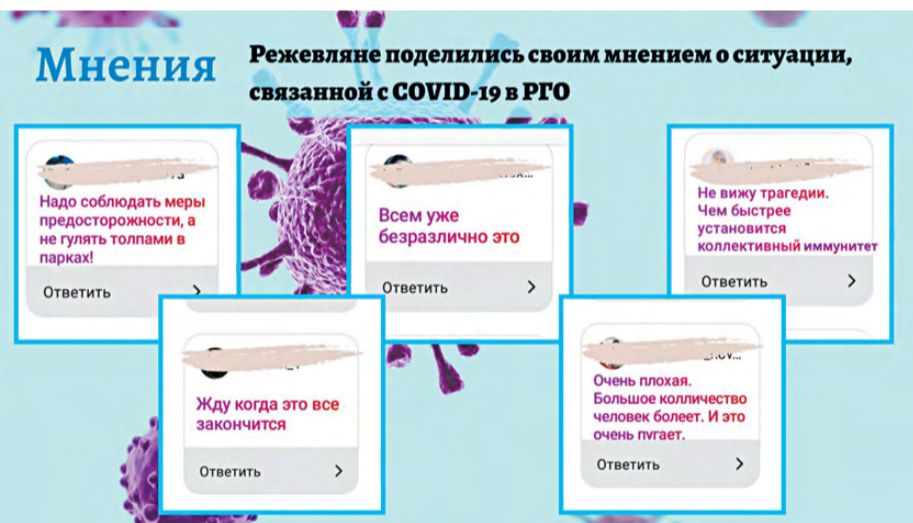 Мнения
Режевляне поделились своим мнением о ситуации,
связанной с COVID-19 в РГО
Надо соблюдать меры
предосторожности, а
не гулять толпами в
парках!
Ответить
Всем уже
безразлично это
Ответить
Не вижу трагедии.
Чем быстрее
установится
коллективный иммунитет
Ответить
Жду когда это все
закончится
Ответить
Очень плохая.
Большое колличество
человек болеет. И это
очень пугает.
Ответить